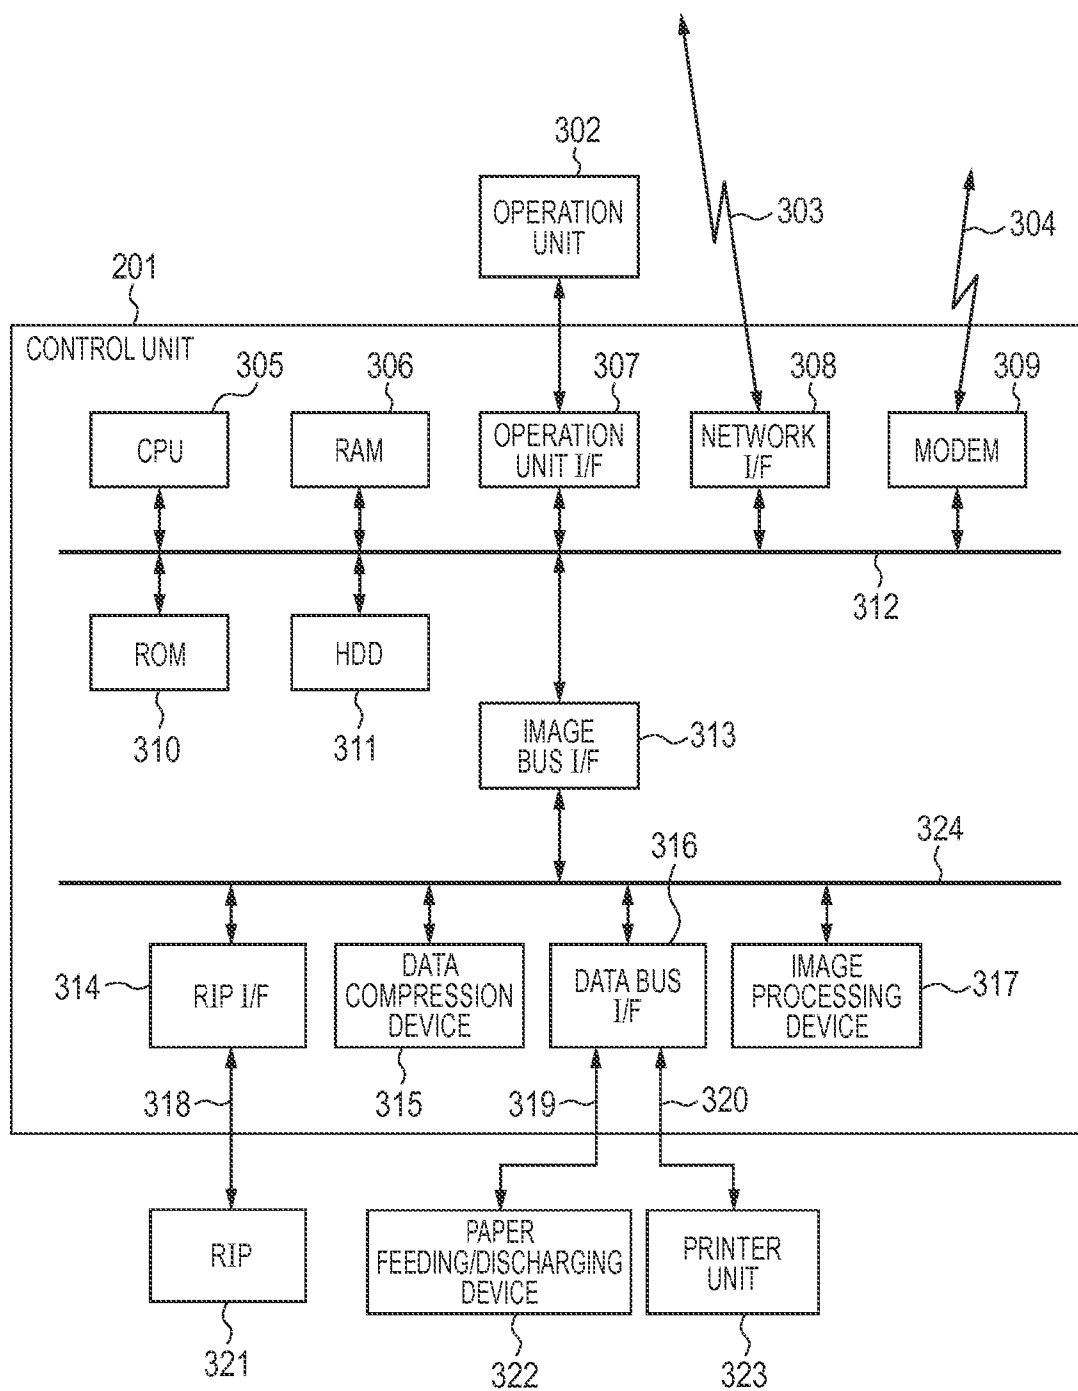 302
OPERATION
UNIT
303
304
201
CONTROL UNIT
305
306
307
308
309
CPU
RAM
OPERATION
UNIT I/F
NETWORK
I/F
MODEM
312
ROM
HDD
310
311
IMAGE
BUS I/F
313
316
324
314
RIP I/F
DATA
COMPRESSION
DEVICE
DATA BUS
I/F
IMAGE
PROCESSING
DEVICE
317
318
315
319
320
RIP
PAPER
FEEDING/DISCHARGING
DEVICE
PRINTER
UNIT
321
322
323